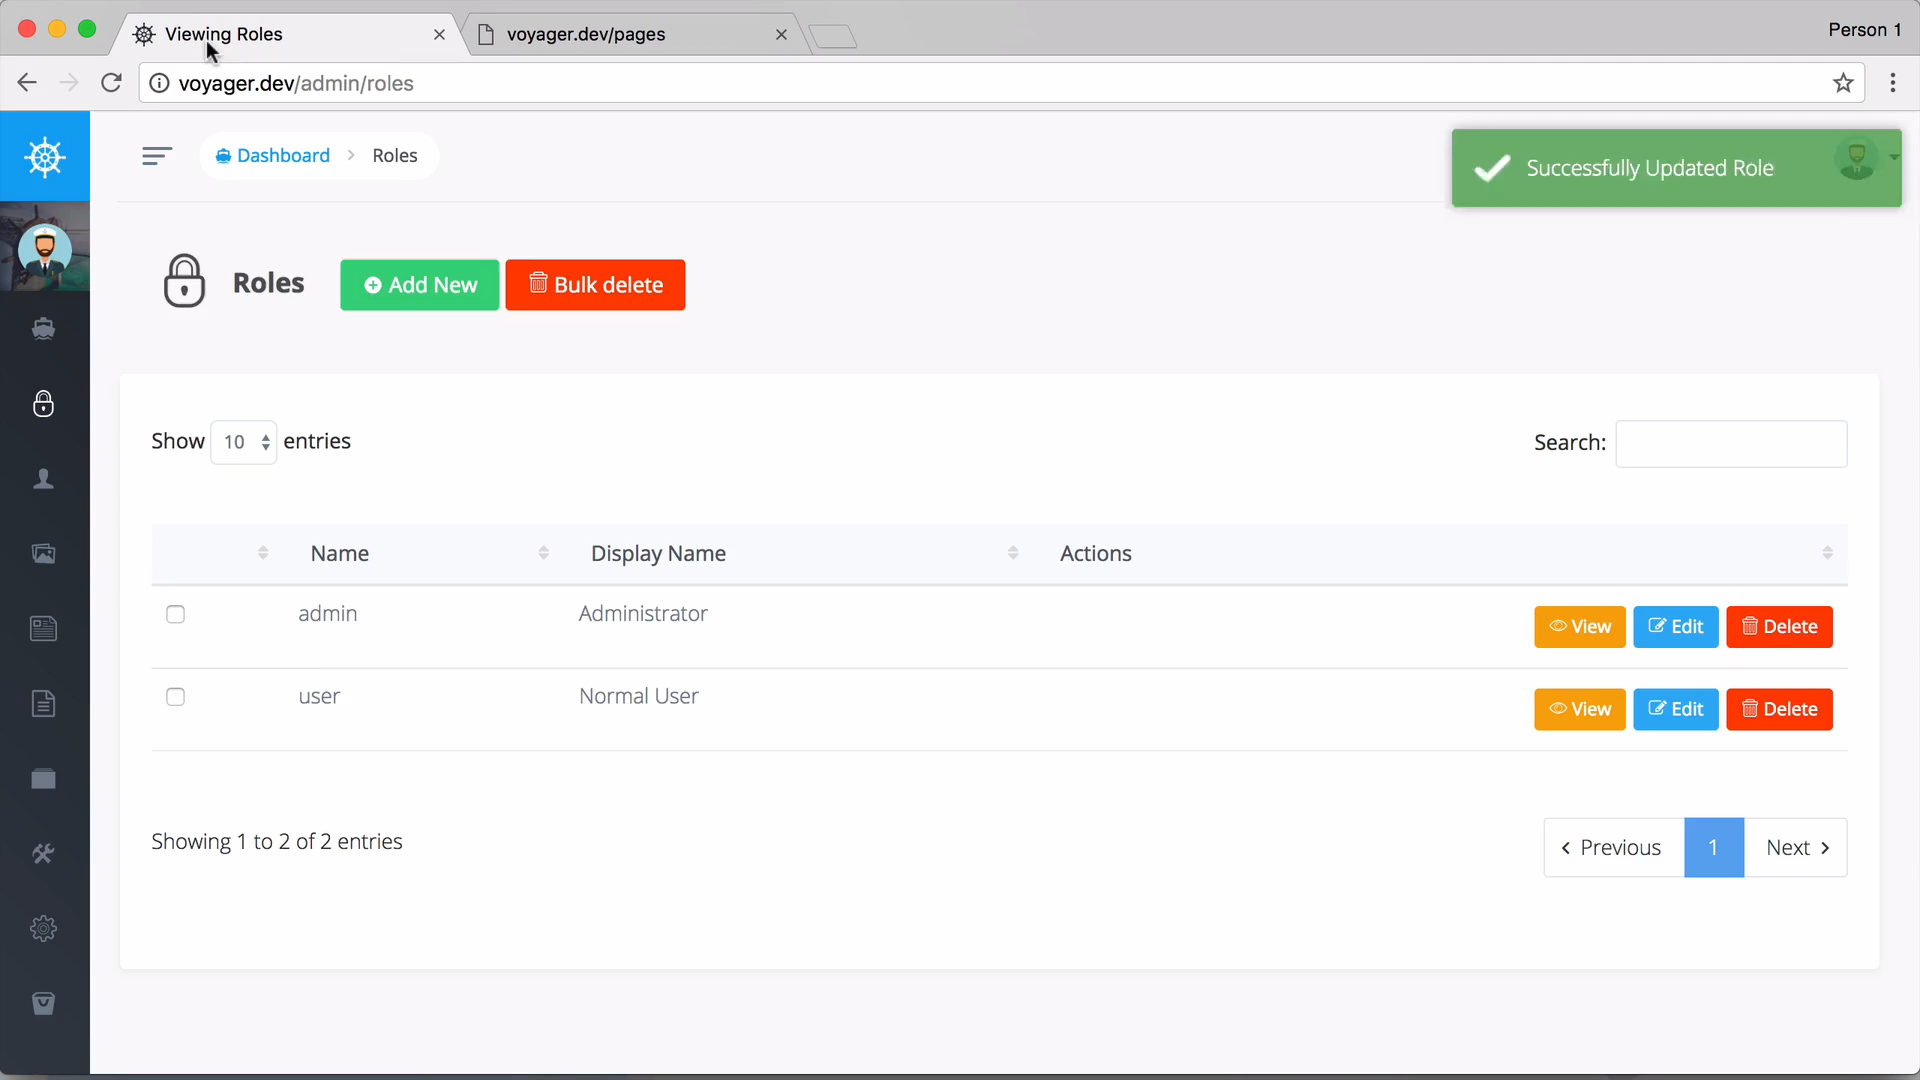 Viewing Roles
voyager.dev/pages
Person 1
voyager.dev/admin/roles
Dashboard > Roles
Successfully Updated Role
Roles
Add New
Bulk delete
Show 10 entries
Search:
Name
Display Name
Actions
admin
Administrator
View
Edit
Delete
user
Normal User
View
Edit
Delete
Showing 1 to 2 of 2 entries
Previous
1
Next